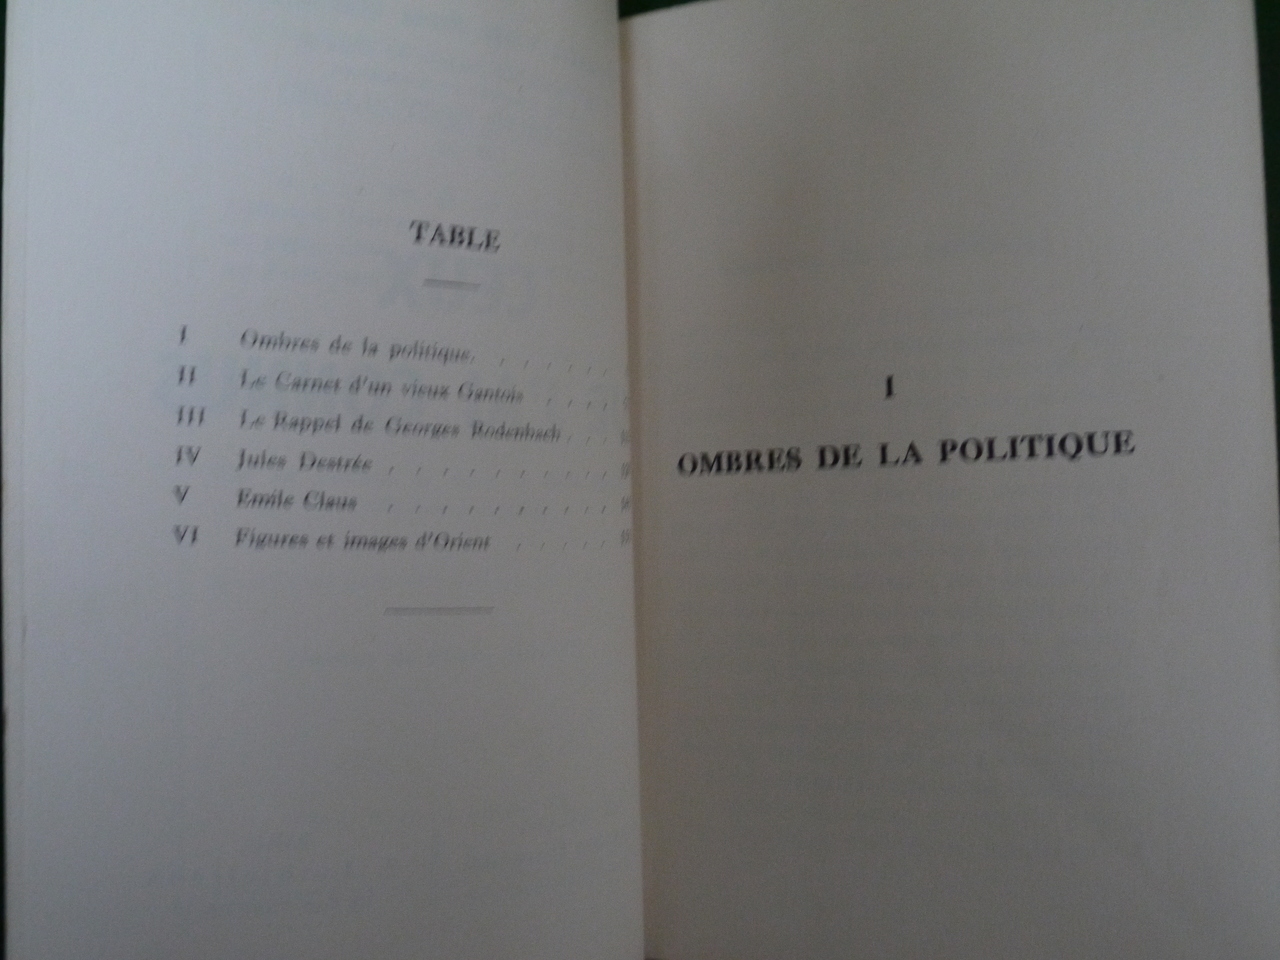 TABLE
I Ombres de la politique. . . . . . .
II Le Carnet d'un vieux Gantois . . . .
III Le Rappel de Georges Rodenbach . . .
IV Jules Destrée . . . . . . . . . .
V Emile Claus . . . . . . . . . .
VI Figures et images d'Orient . . . . .
I
OMBRES DE LA POLITIQUE